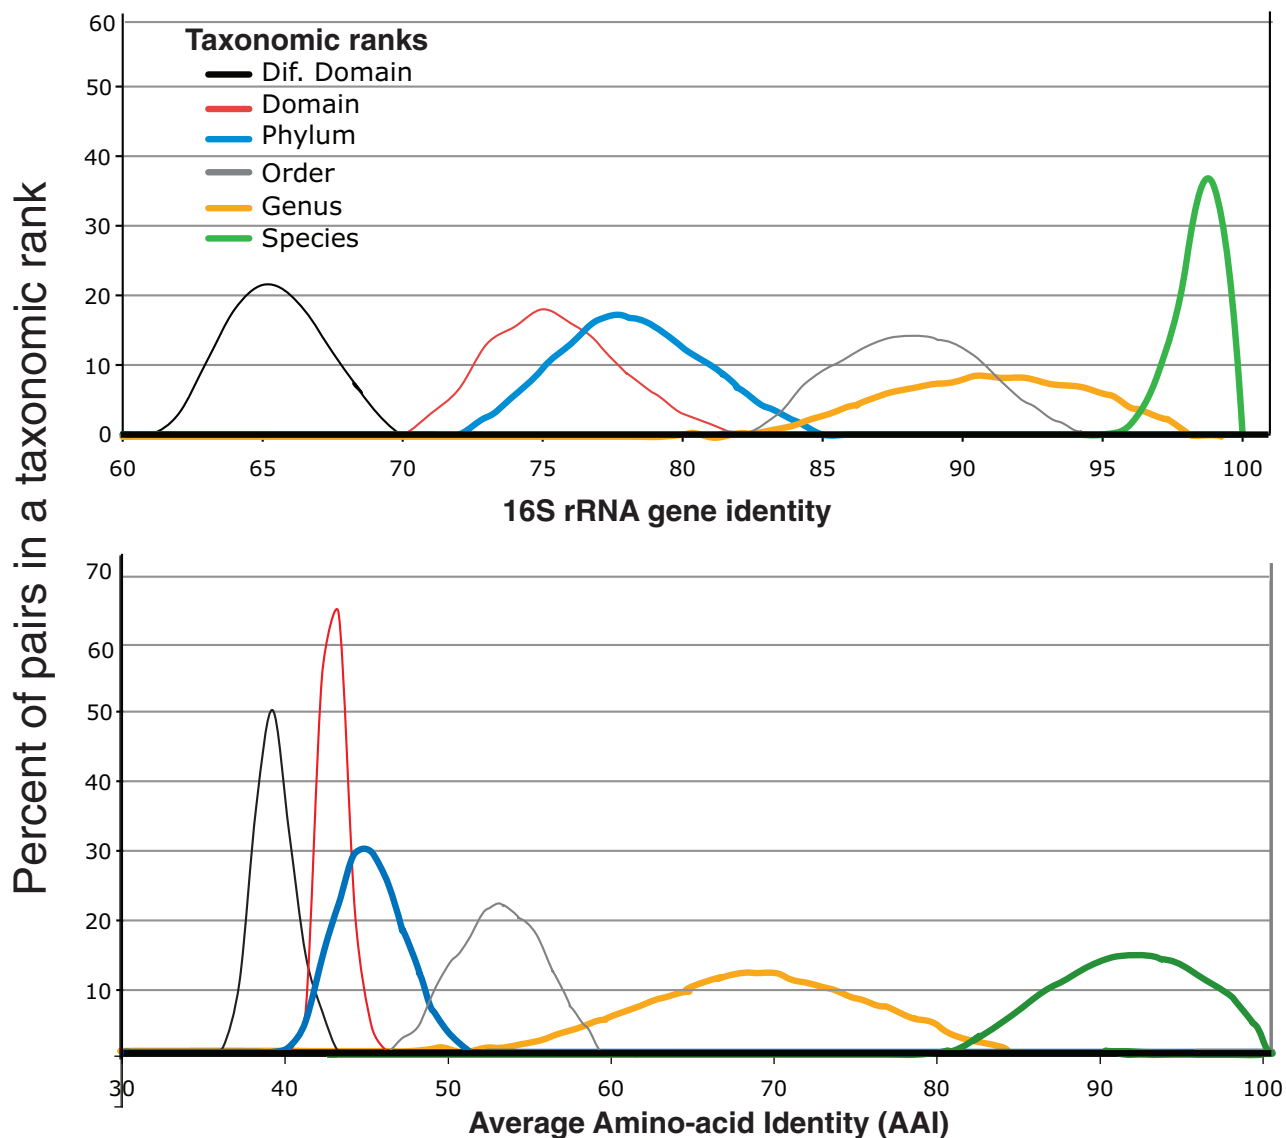 Percent of pairs in a taxonomic rank
60
50
40
30
20
10
0
Taxonomic ranks
Dif. Domain
Domain
Phylum
Order
Genus
Species
60 65 70 75 80 85 90 95 100
16S rRNA gene identity
70
60
50
40
30
20
10
30 40 50 60 70 80 90 100
Average Amino-acid Identity (AAI)